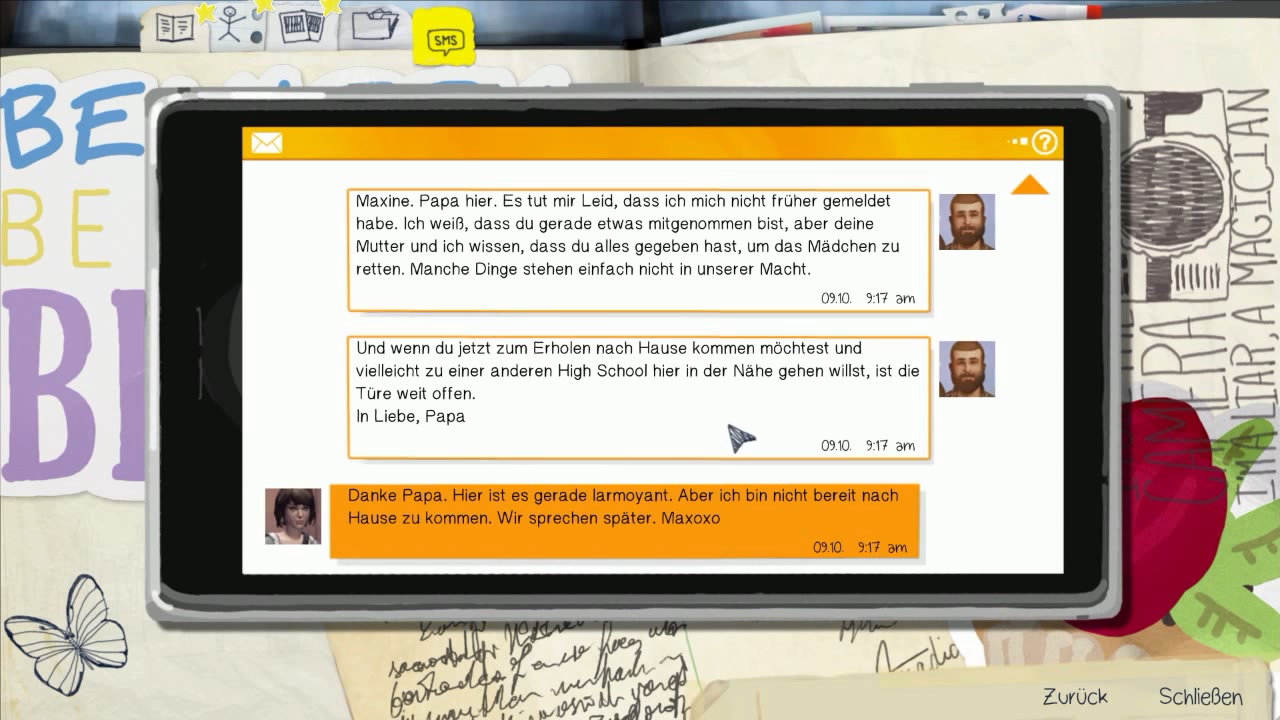 SMS
BE
BE
Maxine. Papa hier. Es tut mir Leid, dass ich mich nicht früher gemeldet
habe. Ich weiß, dass du gerade etwas mitgenommen bist, aber deine
Mutter und ich wissen, dass du alles gegeben hast, um das Mädchen zu
retten. Manche Dinge stehen einfach nicht in unserer Macht.
09.10. 9:17 am
Und wenn du jetzt zum Erholen nach Hause kommen möchtest und
vielleicht zu einer anderen High School hier in der Nähe gehen willst, ist die
Türe weit offen.
In Liebe, Papa
09.10. 9:17 am
Danke Papa. Hier ist es gerade larmoyant. Aber ich bin nicht bereit nach
Hause zu kommen. Wir sprechen später. Maxoxo
09.10. 9:17 am
LIAR, A MAGICIAN
Zurück
Schließen